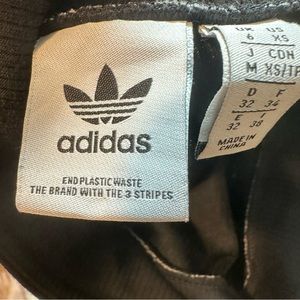 adidas
END PLASTIC WASTE
THE BRAND WITH THE 3 STRIPES
UK US
6 XS
J CDH
M XS/TP
D F
32 34
E I
32 38
MADE IN
CHINA